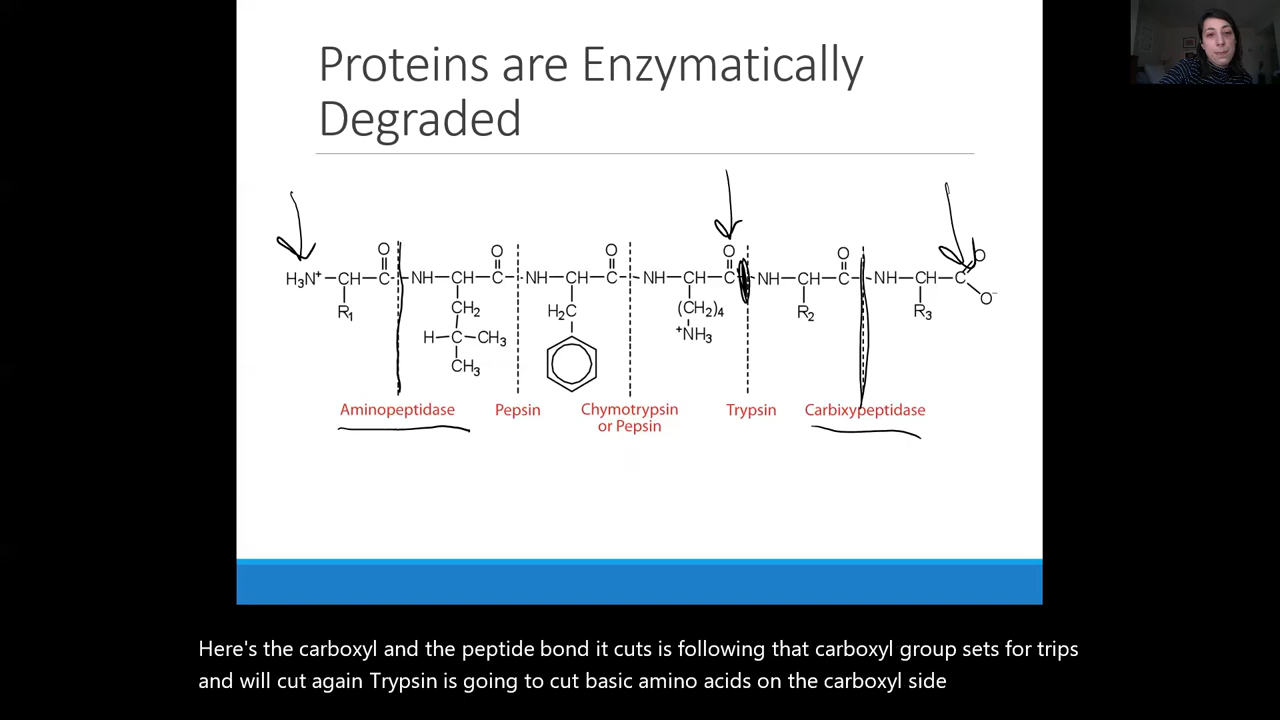 Proteins are Enzymatically
Degraded
O O O O O O
H₃N⁺ CH C NH CH C NH CH C NH CH C NH CH C NH CH C
R₁ CH₂ H₂C (CH₂)₄ R₂ R₃ O⁻
H C CH₃ ⁺NH₃
CH₃
Aminopeptidase Pepsin Chymotrypsin Trypsin Carbixypeptidase
or Pepsin
Here's the carboxyl and the peptide bond it cuts is following that carboxyl group sets for trips
and will cut again Trypsin is going to cut basic amino acids on the carboxyl side